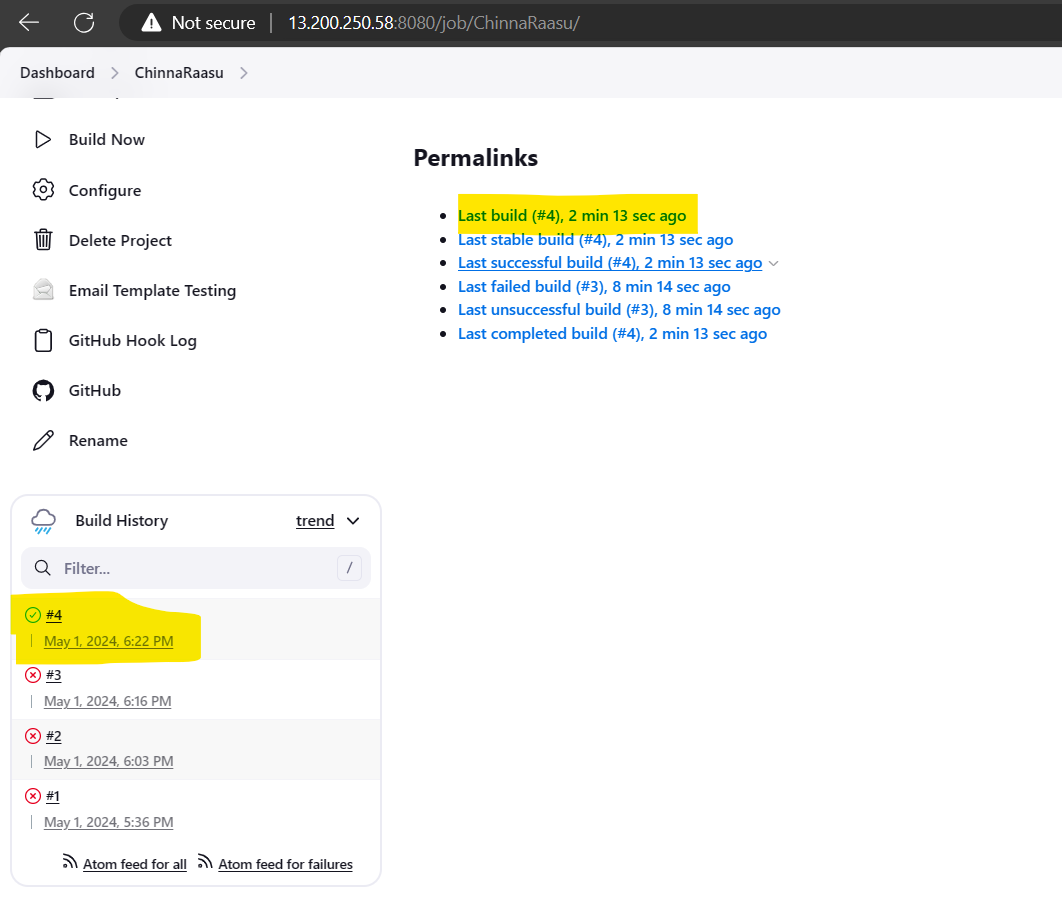 Not secure | 13.200.250.58:8080/job/ChinnaRaasu/
Dashboard > ChinnaRaasu >
Build Now
Configure
Delete Project
Email Template Testing
GitHub Hook Log
GitHub
Rename
Permalinks
Last build (#4), 2 min 13 sec ago
Last stable build (#4), 2 min 13 sec ago
Last successful build (#4), 2 min 13 sec ago
Last failed build (#3), 8 min 14 sec ago
Last unsuccessful build (#3), 8 min 14 sec ago
Last completed build (#4), 2 min 13 sec ago
Build History trend
Filter... /
#4
May 1, 2024, 6:22 PM
#3
May 1, 2024, 6:16 PM
#2
May 1, 2024, 6:03 PM
#1
May 1, 2024, 5:36 PM
Atom feed for all Atom feed for failures